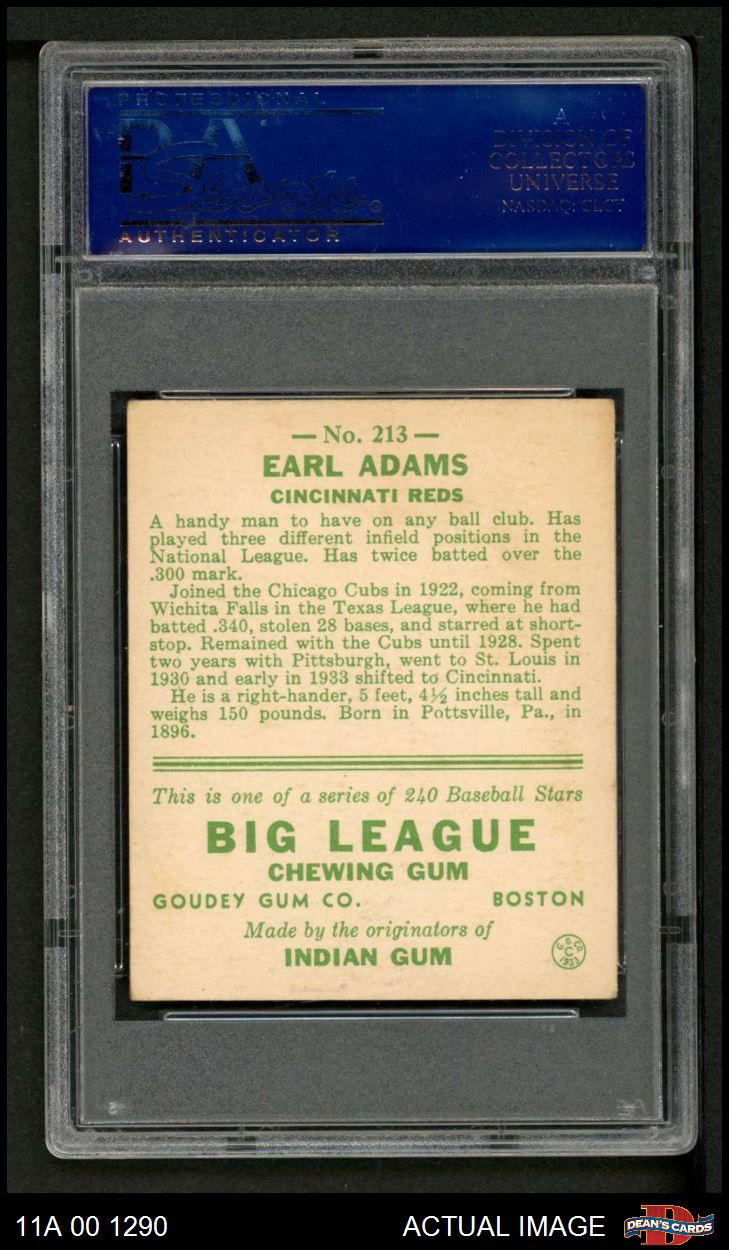 PROFESSIONAL
PSA
Sports
AUTHENTICATOR
A
DIVISION OF
COLLECTORS
UNIVERSE
NASDAQ: CLCT
— No. 213 —
EARL ADAMS
CINCINNATI REDS
A handy man to have on any ball club. Has
played three different infield positions in the
National League. Has twice batted over the
.300 mark.
Joined the Chicago Cubs in 1922, coming from
Wichita Falls in the Texas League, where he had
batted .340, stolen 28 bases, and starred at short-
stop. Remained with the Cubs until 1928. Spent
two years with Pittsburgh, went to St. Louis in
1930 and early in 1933 shifted to Cincinnati.
He is a right-hander, 5 feet, 4½ inches tall and
weighs 150 pounds. Born in Pottsville, Pa., in
1896.
This is one of a series of 240 Baseball Stars
BIG LEAGUE
CHEWING GUM
GOUDEY GUM CO. BOSTON
Made by the originators of
INDIAN GUM
G.G.CO.
C
1933
11A 00 1290 ACTUAL IMAGE
D
DEAN'S CARDS